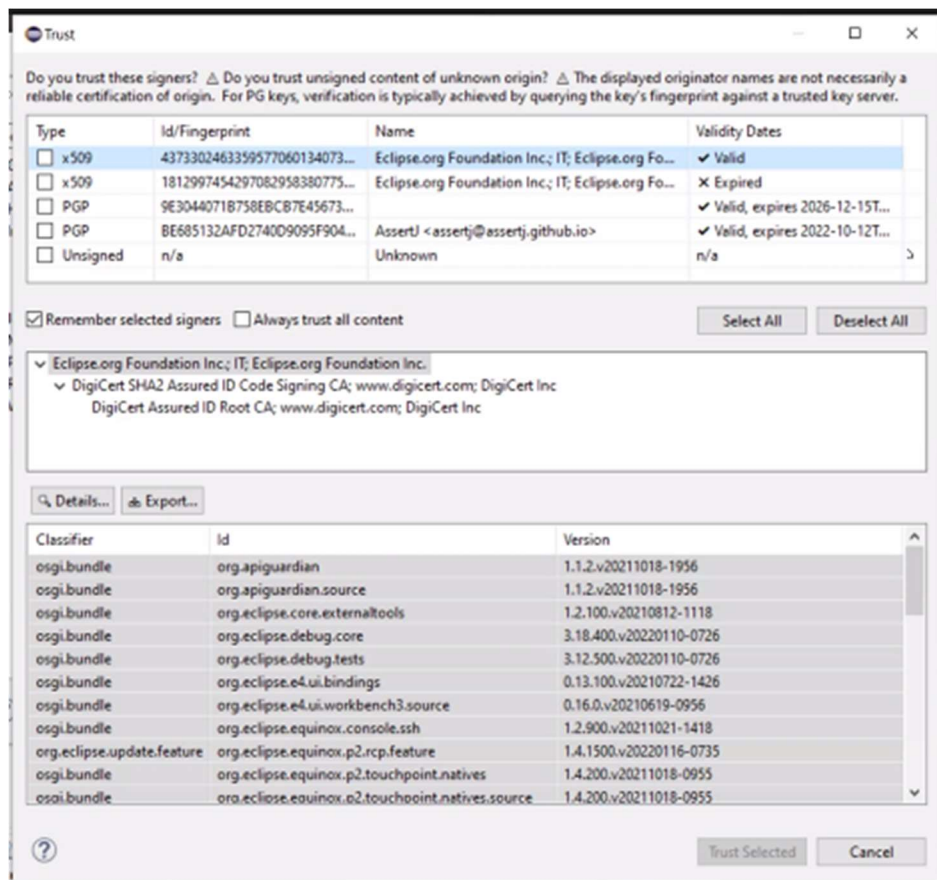 Trust
Do you trust these signers? ⚠ Do you trust unsigned content of unknown origin? ⚠ The displayed originator names are not necessarily a
reliable certification of origin. For PG keys, verification is typically achieved by querying the key's fingerprint against a trusted key server.
Type Id/Fingerprint Name Validity Dates
x509 4373302463359577060134073... Eclipse.org Foundation Inc.; IT; Eclipse.org Fo... ✔ Valid
x509 1812997454297082958380775... Eclipse.org Foundation Inc.; IT; Eclipse.org Fo... ✕ Expired
PGP 9E3044071B758EBCB7E45673... ✔ Valid, expires 2026-12-15T...
PGP BE685132AFD2740D9095F904... AssertJ <assertj@assertj.github.io> ✔ Valid, expires 2022-10-12T...
Unsigned n/a Unknown n/a
Remember selected signers Always trust all content Select All Deselect All
Eclipse.org Foundation Inc.; IT; Eclipse.org Foundation Inc.
DigiCert SHA2 Assured ID Code Signing CA; www.digicert.com; DigiCert Inc
DigiCert Assured ID Root CA; www.digicert.com; DigiCert Inc
Details... Export...
Classifier Id Version
osgi.bundle org.apiguardian 1.1.2.v20211018-1956
osgi.bundle org.apiguardian.source 1.1.2.v20211018-1956
osgi.bundle org.eclipse.core.externaltools 1.2.100.v20210812-1118
osgi.bundle org.eclipse.debug.core 3.18.400.v20220110-0726
osgi.bundle org.eclipse.debug.tests 3.12.500.v20220110-0726
osgi.bundle org.eclipse.e4.ui.bindings 0.13.100.v20210722-1426
osgi.bundle org.eclipse.e4.ui.workbench3.source 0.16.0.v20210619-0956
osgi.bundle org.eclipse.equinox.console.ssh 1.2.900.v20211021-1418
org.eclipse.update.feature org.eclipse.equinox.p2.rcp.feature 1.4.1500.v20220116-0735
osgi.bundle org.eclipse.equinox.p2.touchpoint.natives 1.4.200.v20211018-0955
osgi.bundle org.eclipse.equinox.p2.touchpoint.natives.source 1.4.200.v20211018-0955
Trust Selected Cancel